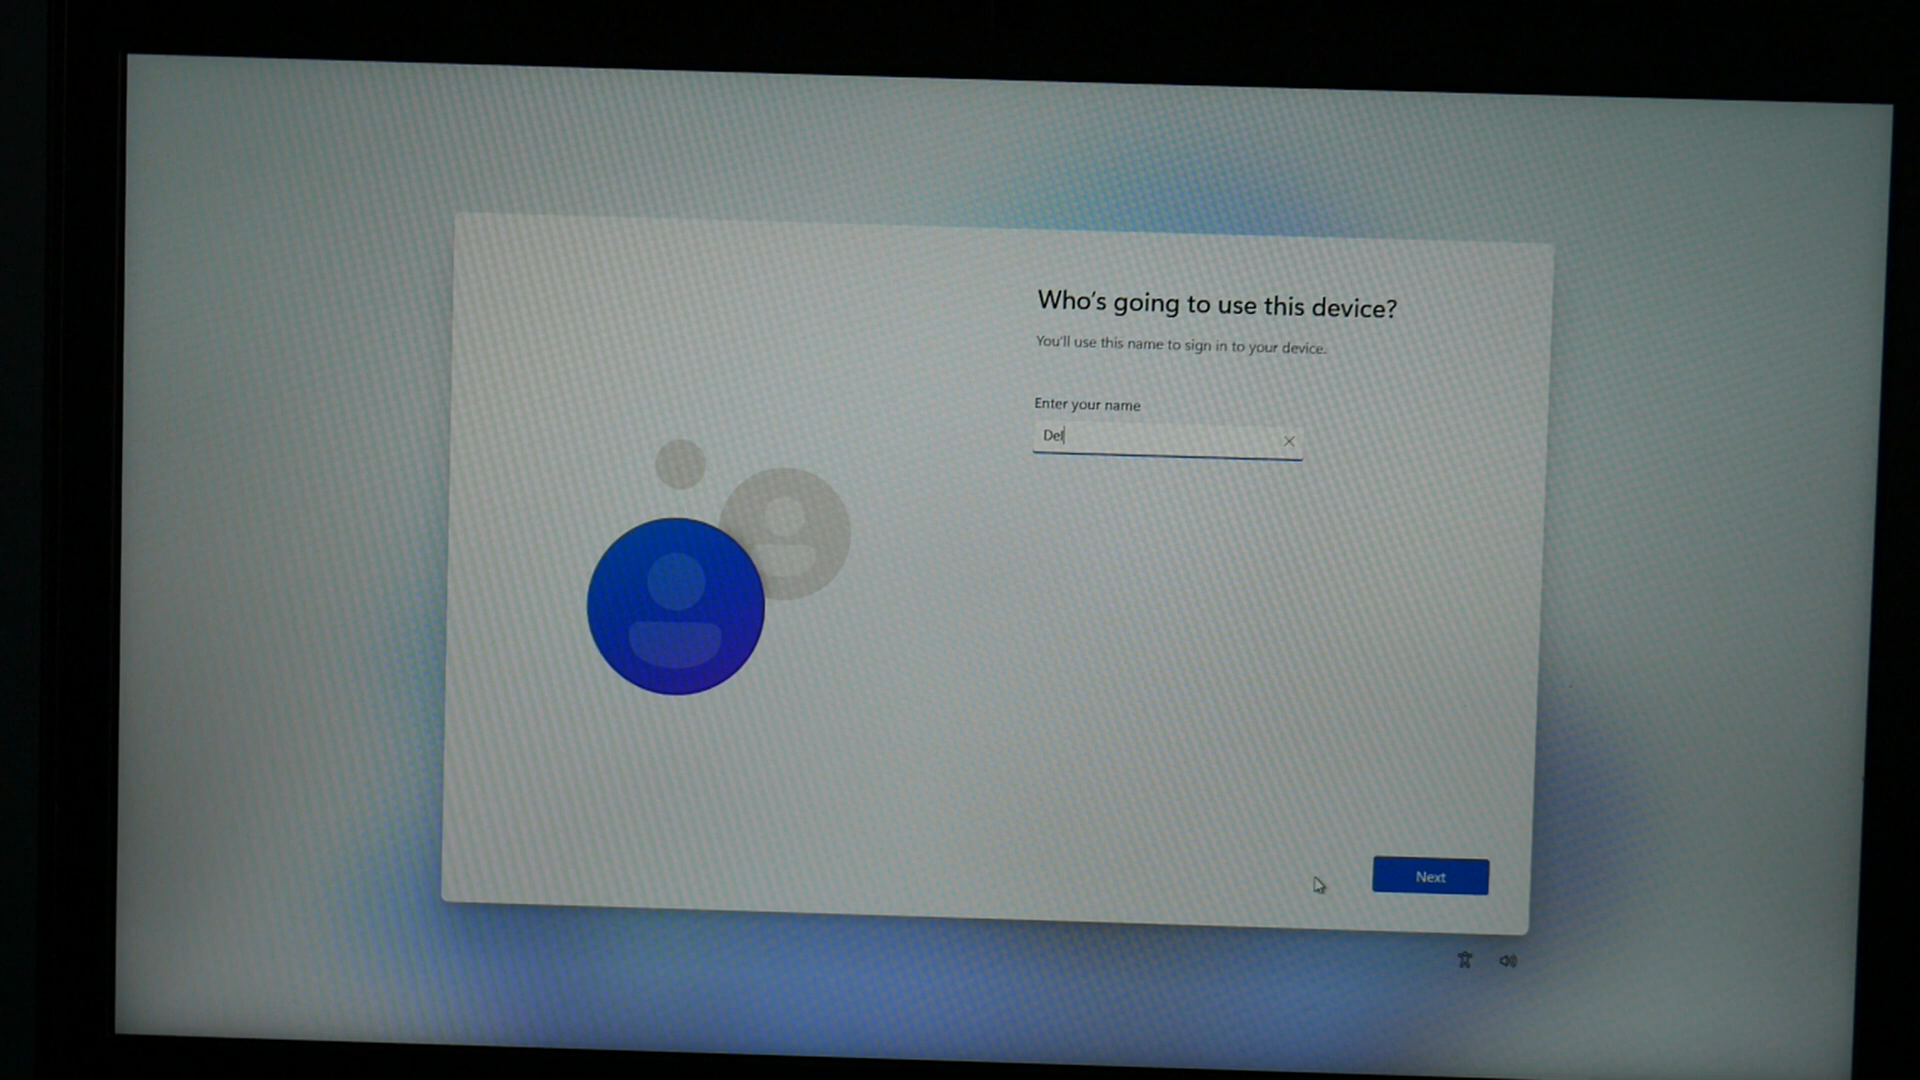 Who's going to use this device?
You'll use this name to sign in to your device.
Enter your name
Del
Next